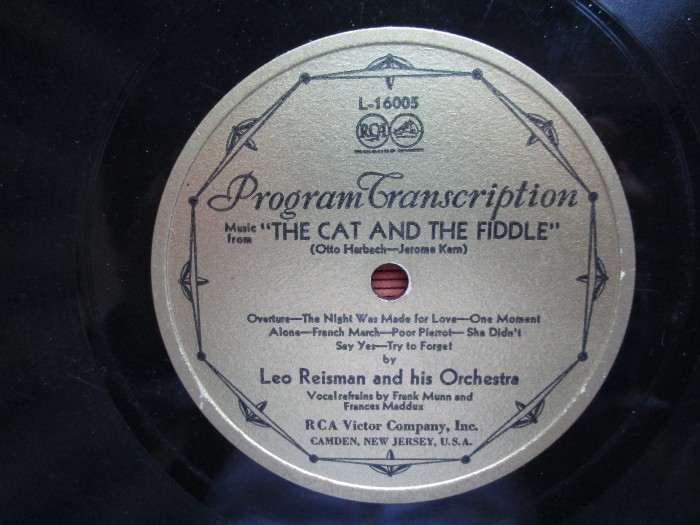 L-16005
RCA
Program Transcription
Music from "THE CAT AND THE FIDDLE"
(Otto Harbach—Jerome Kern)
Overture—The Night Was Made for Love—One Moment
Alone—French March—Poor Pierrot—She Didn't
Say Yes—Try to Forget
by
Leo Reisman and his Orchestra
Vocal refrains by Frank Munn and
Frances Maddux
RCA Victor Company, Inc.
CAMDEN, NEW JERSEY, U.S.A.